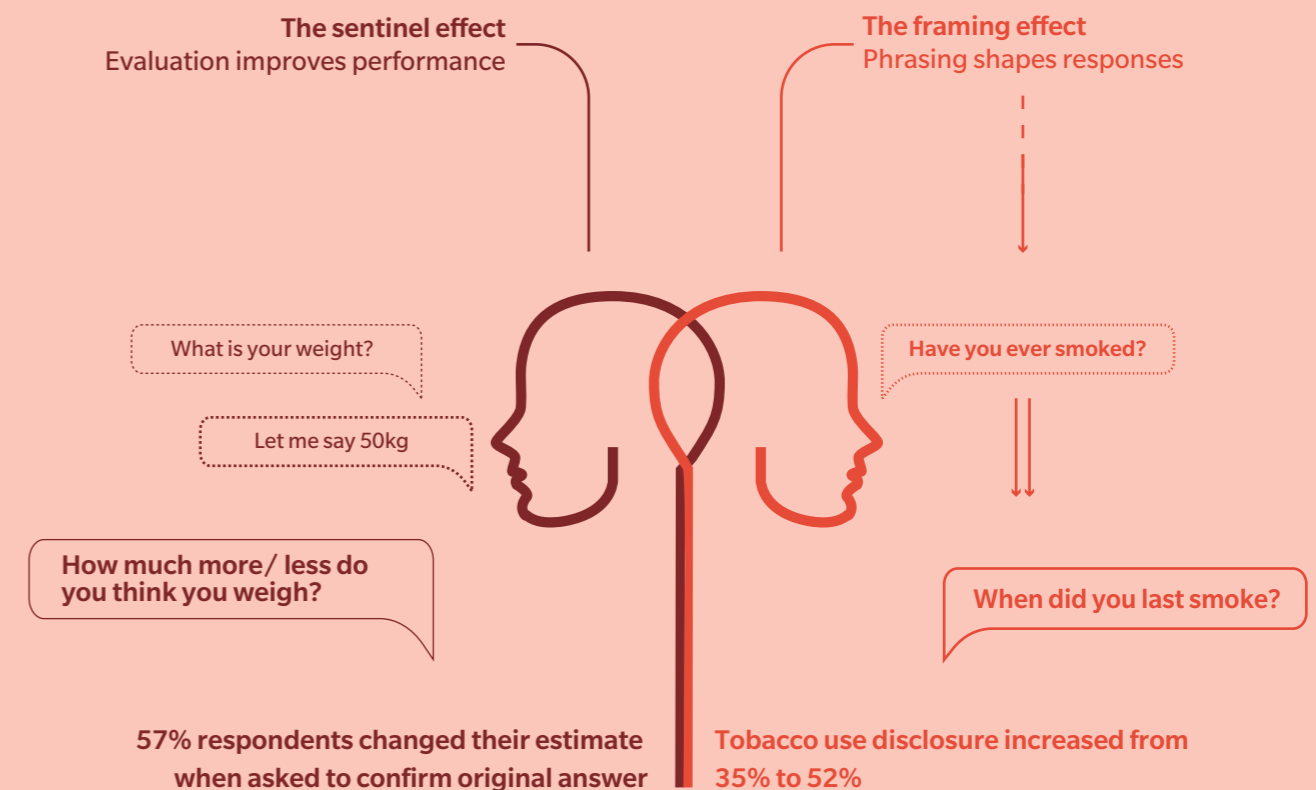 The sentinel effect
Evaluation improves performance
What is your weight?
Let me say 50kg
How much more/ less do
you think you weigh?
57% respondents changed their estimate
when asked to confirm original answer
The framing effect
Phrasing shapes responses
Have you ever smoked?
When did you last smoke?
Tobacco use disclosure increased from
35% to 52%